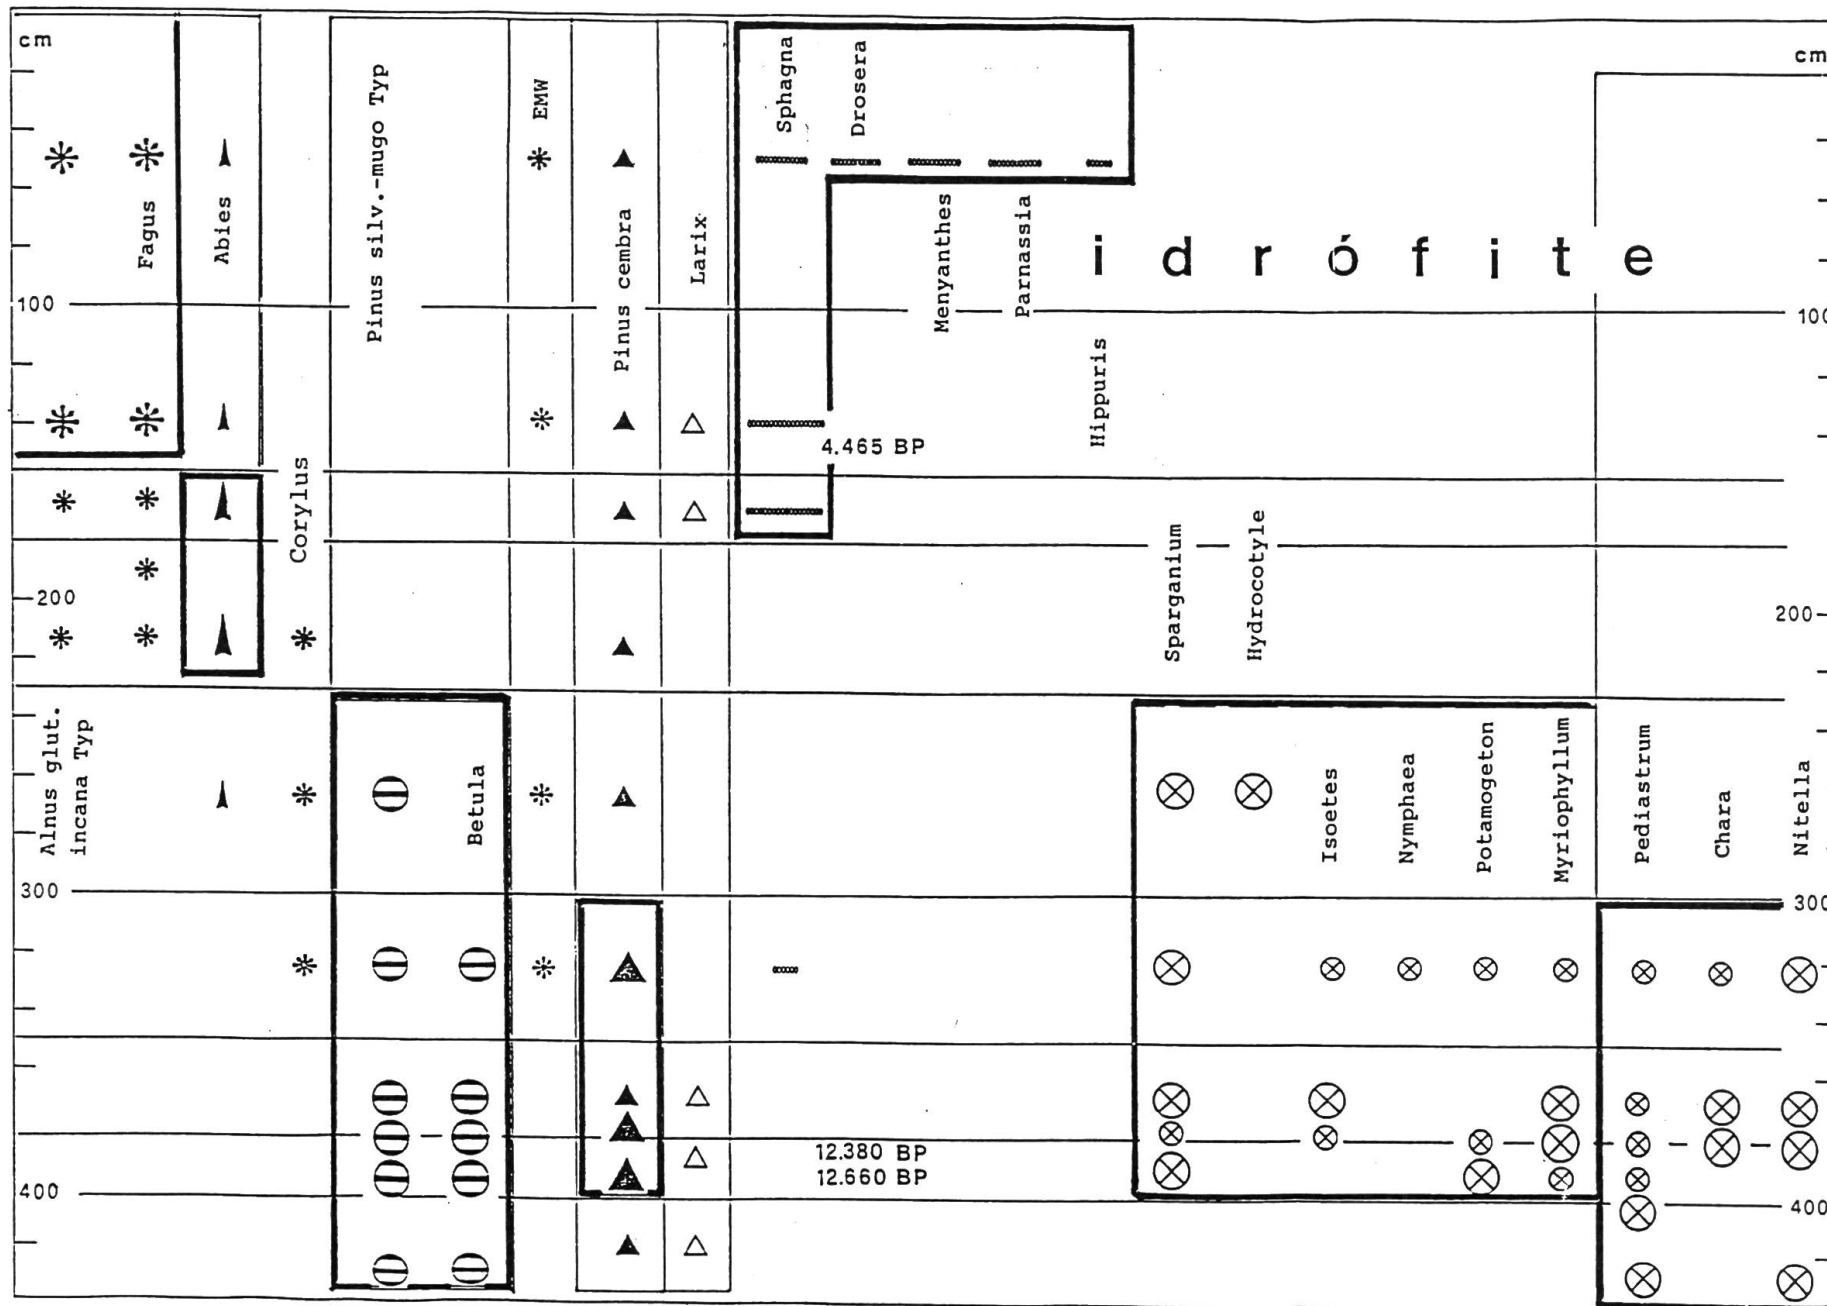 cm
cm
Sphagna
Drosera
Pinus silv.-mugo Typ
EMW
Fagus
Abies
Pinus cembra
Larix
Menyanthes
Parnassia
idrófite
100
100
Hippuris
4.465 BP
Corylus
Sparganium
Hydrocotyle
200
200
Alnus glut.
incana Typ
Betula
Isoetes
Nymphaea
Potamogeton
Myriophyllum
Pediastrum
Chara
Nitella
300
300
12.380 BP
12.660 BP
400
400